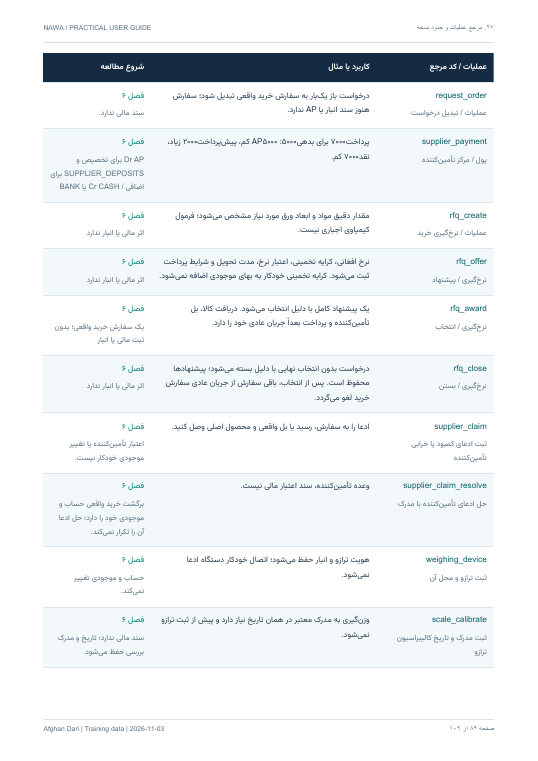 NAWA / PRACTICAL USER GUIDE
۴۲. مرجع عملیات و حدود نسخه
عملیات / کد مرجع
کاربرد با مثال
شروع مطالعه
request_order
عملیات / تبدیل درخواست
درخواست باز یک‌بار به سفارش خرید واقعی تبدیل شود؛ سفارش
هنوز سند انبار یا AP ندارد.
فصل ۶
سند مالی ندارد.
supplier_payment
پول / مرکز تأمین‌کننده
پرداخت۷۰۰۰ برای بدهی۵۰۰۰: AP۵۰۰۰ کم، پیش‌پرداخت۲۰۰۰ زیاد،
نقد۷۰۰۰ کم.
فصل ۶
Dr AP برای تخصیص و
SUPPLIER_DEPOSITS برای
اضافی / Cr CASH یا BANK
rfq_create
عملیات / نرخ‌گیری خرید
مقدار دقیق مواد و ابعاد ورق مورد نیاز مشخص می‌شود؛ فرمول
کیمیاوی اجباری نیست.
فصل ۶
اثر مالی یا انبار ندارد
rfq_offer
نرخ‌گیری / پیشنهاد
نرخ افغانی، کرایه تخمینی، اعتبار نرخ، مدت تحویل و شرایط پرداخت
ثبت می‌شود. کرایه تخمینی خودکار به بهای موجودی اضافه نمی‌شود.
فصل ۶
اثر مالی یا انبار ندارد
rfq_award
نرخ‌گیری / انتخاب
یک پیشنهاد کامل با دلیل انتخاب می‌شود. دریافت کالا، بل
تأمین‌کننده و پرداخت بعداً جریان عادی خود را دارد.
فصل ۶
یک سفارش خرید واقعی؛ بدون
ثبت مالی یا انبار
rfq_close
نرخ‌گیری / بستن
درخواست بدون انتخاب نهایی با دلیل بسته می‌شود؛ پیشنهادها
محفوظ است. پس از انتخاب، باقی سفارش از جریان عادی سفارش
خرید لغو می‌گردد.
فصل ۶
اثر مالی یا انبار ندارد
supplier_claim
ثبت ادعای کمبود یا خرابی
تأمین‌کننده
ادعا را به سفارش، رسید یا بل واقعی و محصول اصلی وصل کنید.
فصل ۶
اعتبار تأمین‌کننده یا تغییر
موجودی خودکار نیست.
supplier_claim_resolve
حل ادعای تأمین‌کننده با مدرک
وعده تأمین‌کننده، سند اعتبار مالی نیست.
فصل ۶
برگشت خرید واقعی حساب و
موجودی خود را دارد؛ حل ادعا
آن را تکرار نمی‌کند.
weighing_device
ثبت ترازو و محل آن
هویت ترازو و انبار حفظ می‌شود؛ اتصال خودکار دستگاه ادعا
نمی‌شود.
فصل ۶
حساب و موجودی تغییر
نمی‌کند.
scale_calibrate
ثبت مدرک و تاریخ کالیبراسیون
ترازو
وزن‌گیری به مدرک معتبر در همان تاریخ نیاز دارد و پیش از ثبت ترازو
نمی‌شود.
فصل ۶
سند مالی ندارد؛ تاریخ و مدرک
بررسی حفظ می‌شود.
Afghan Dari | Training data | 2026-11-03
صفحه ۸۴ از ۱۰۹